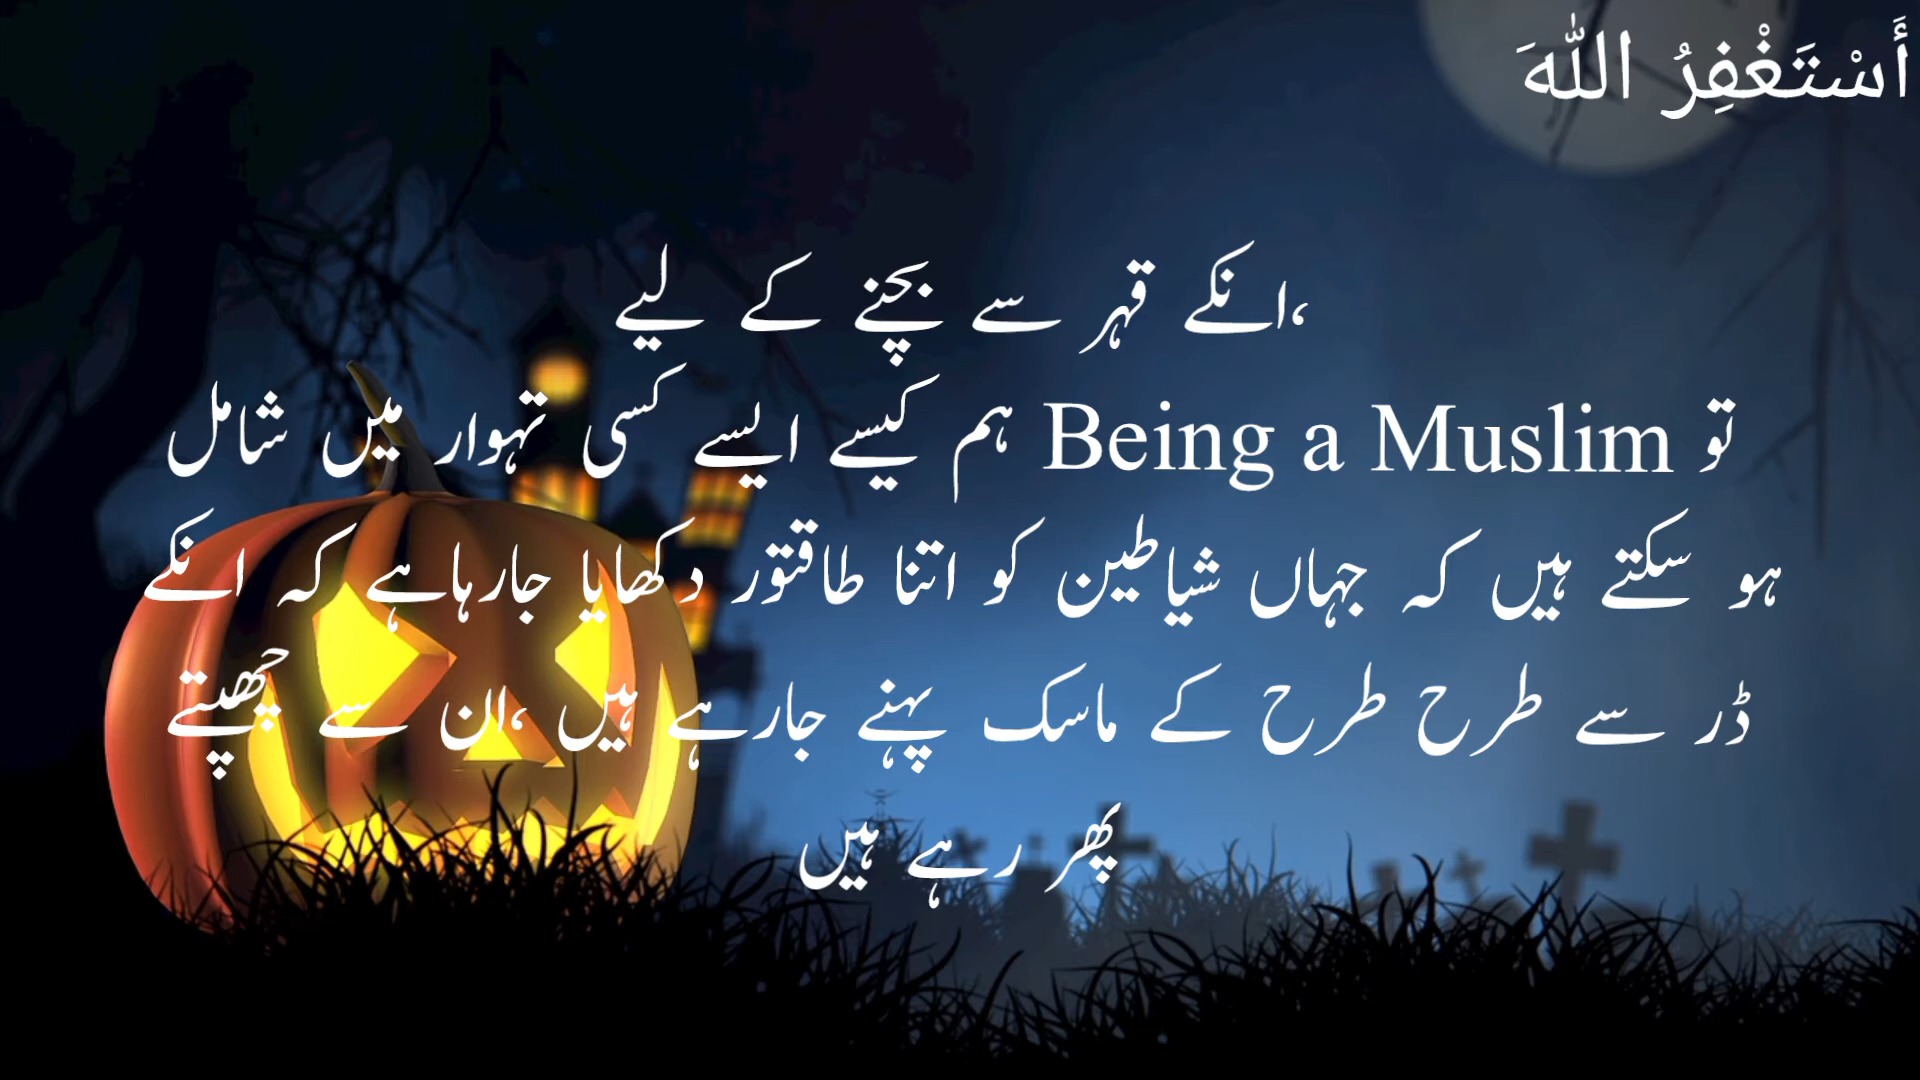 أَسْتَغْفِرُ اللّٰهَ
،انکے قہر سے بچنے کے لیے
تو Being a Muslim ہم کیسے ایسے کسی تہوار میں شامل
ہو سکتے ہیں کہ جہاں شیاطین کو اتنا طاقتور دکھایا جارہاہے کہ انکے
ڈر سے طرح طرح کے ماسک پہنے جارہے ہیں ،ان سے چھپتے
پھر رہے ہیں